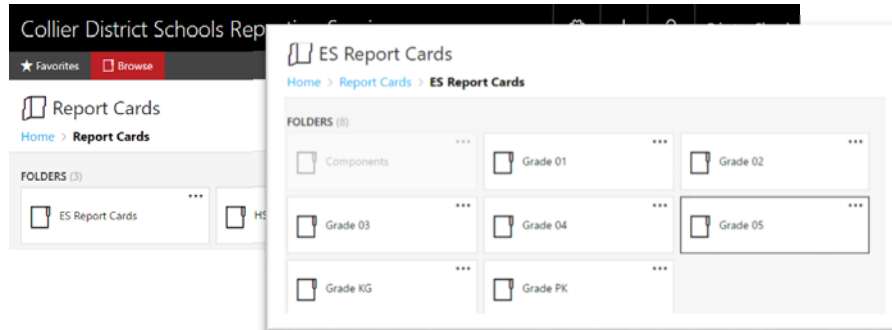 Collier District Schools
Favorites Browse
Report Cards
Home > Report Cards
FOLDERS (3)
ES Report Cards
ES Report Cards
Home > Report Cards > ES Report Cards
FOLDERS (8)
Components Grade 01 Grade 02
Grade 03 Grade 04 Grade 05
Grade KG Grade PK